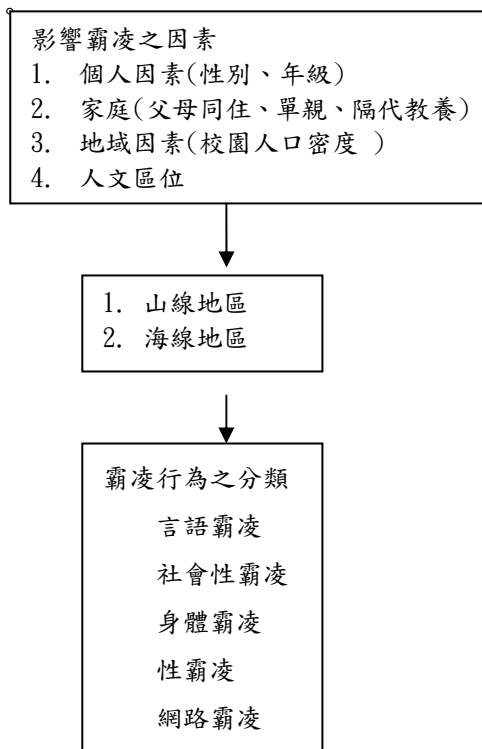 影響霸凌之因素
1. 個人因素(性別、年級)
2. 家庭(父母同住、單親、隔代教養)
3. 地域因素(校園人口密度 )
4. 人文區位
1. 山線地區
2. 海線地區
霸凌行為之分類
言語霸凌
社會性霸凌
身體霸凌
性霸凌
網路霸凌